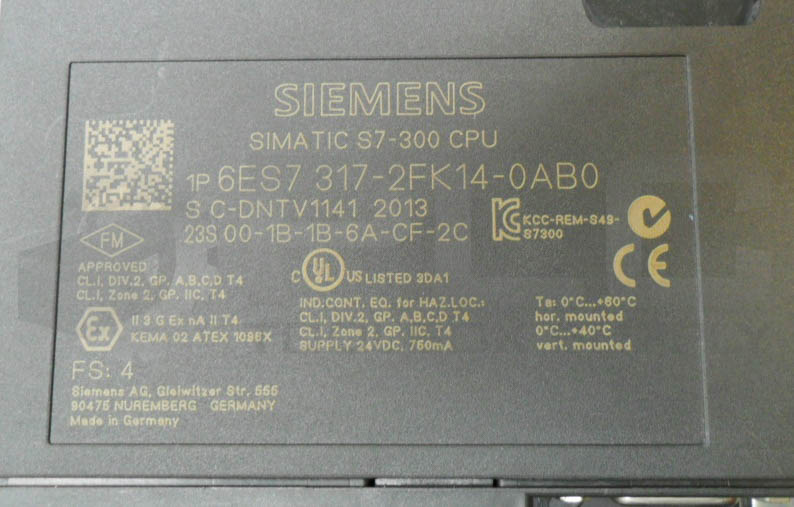 SIEMENS
SIMATIC S7-300 CPU
1P 6ES7 317-2FK14-0AB0
S C-DNTV1141 2013
23S 00-1B-1B-6A-CF-2C
KCC-REM-S49-
S7300
FM
APPROVED
CL.I, DIV.2, GP. A,B,C,D T4
CL.I, Zone 2, GP. IIC, T4
C UL US LISTED 3DA1
IND.CONT. EQ. for HAZ.LOC.:
CL.I, DIV.2, GP. A,B,C,D T4
CL.I, Zone 2, GP. IIC, T4
SUPPLY 24VDC, 750mA
CE
Ta: 0°C...+60°C
hor. mounted
0°C...+40°C
vert. mounted
Ex
II 3 G Ex nA II T4
KEMA 02 ATEX 1096X
FS: 4
Siemens AG, Gleiwitzer Str. 555
90475 NUREMBERG GERMANY
Made in Germany